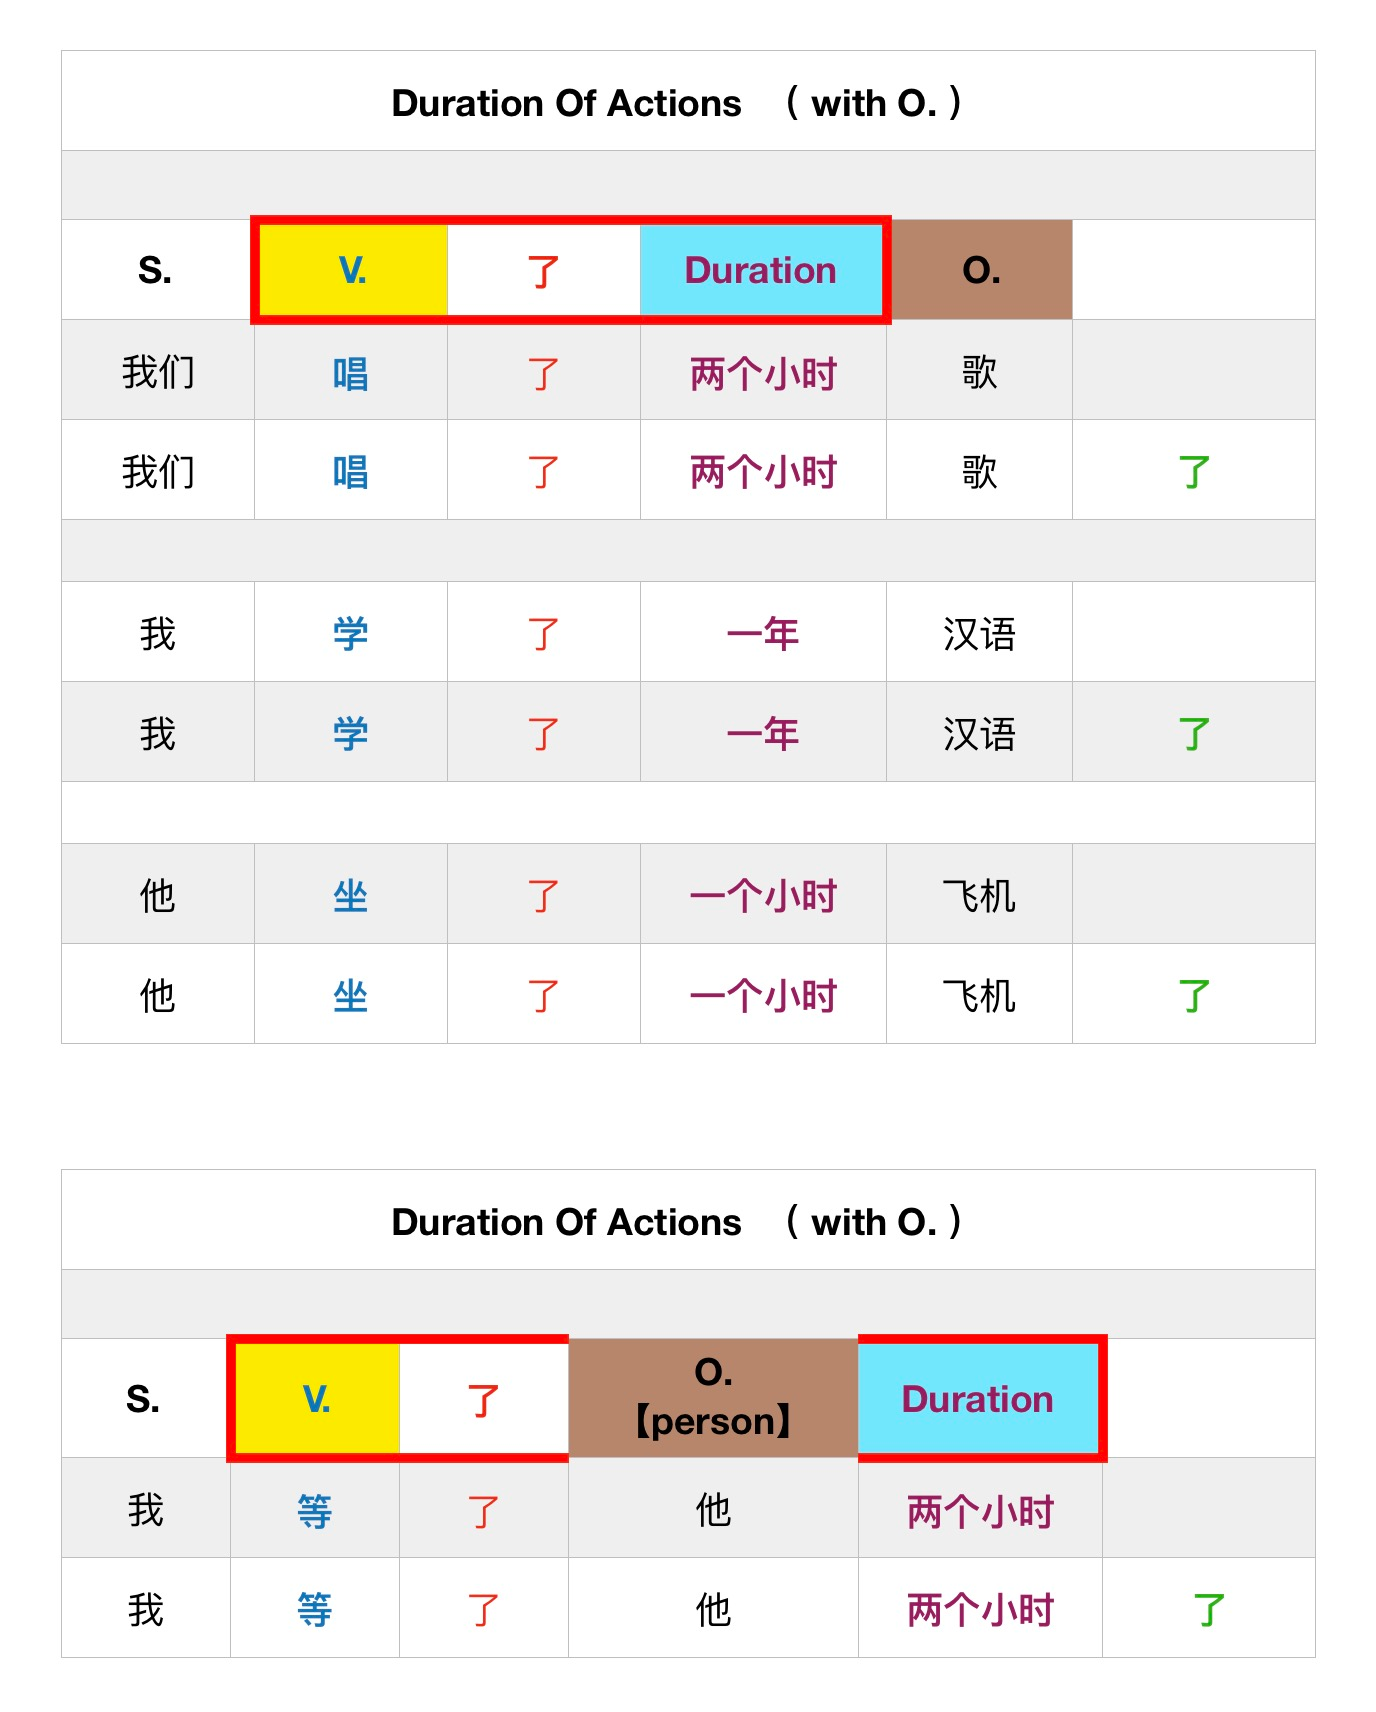 Duration Of Actions （ with O. ）
S. V. 了 Duration O.
我们 唱 了 两个小时 歌
我们 唱 了 两个小时 歌 了
我 学 了 一年 汉语
我 学 了 一年 汉语 了
他 坐 了 一个小时 飞机
他 坐 了 一个小时 飞机 了
Duration Of Actions （ with O. ）
S. V. 了 O. 【person】 Duration
我 等 了 他 两个小时
我 等 了 他 两个小时 了